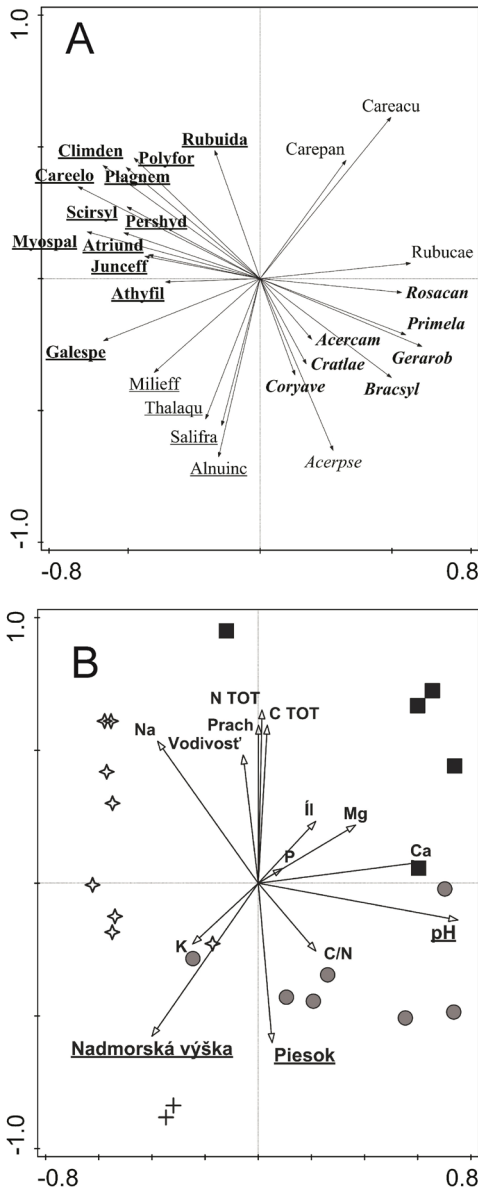 1.0
A
Careacu
Rubuida
Climden
Polyfor
Carepan
Careelo
Plagnem
Scirsyl
Pershyd
Myospal
Atriund
Rubucae
Junceff
Athyfil
Rosacan
Primela
Galespe
Acercam
Gerarob
Cratlae
Milieff
Coryave
Bracsyl
Thalaqu
Salifra
Acerpse
Alnuinc
-1.0
-0.8
0.8
1.0
B
N TOT
C TOT
Na
Prach
Vodivosť
Íl
Mg
P
Ca
pH
K
C/N
Nadmorská výška
Piesok
-1.0
-0.8
0.8